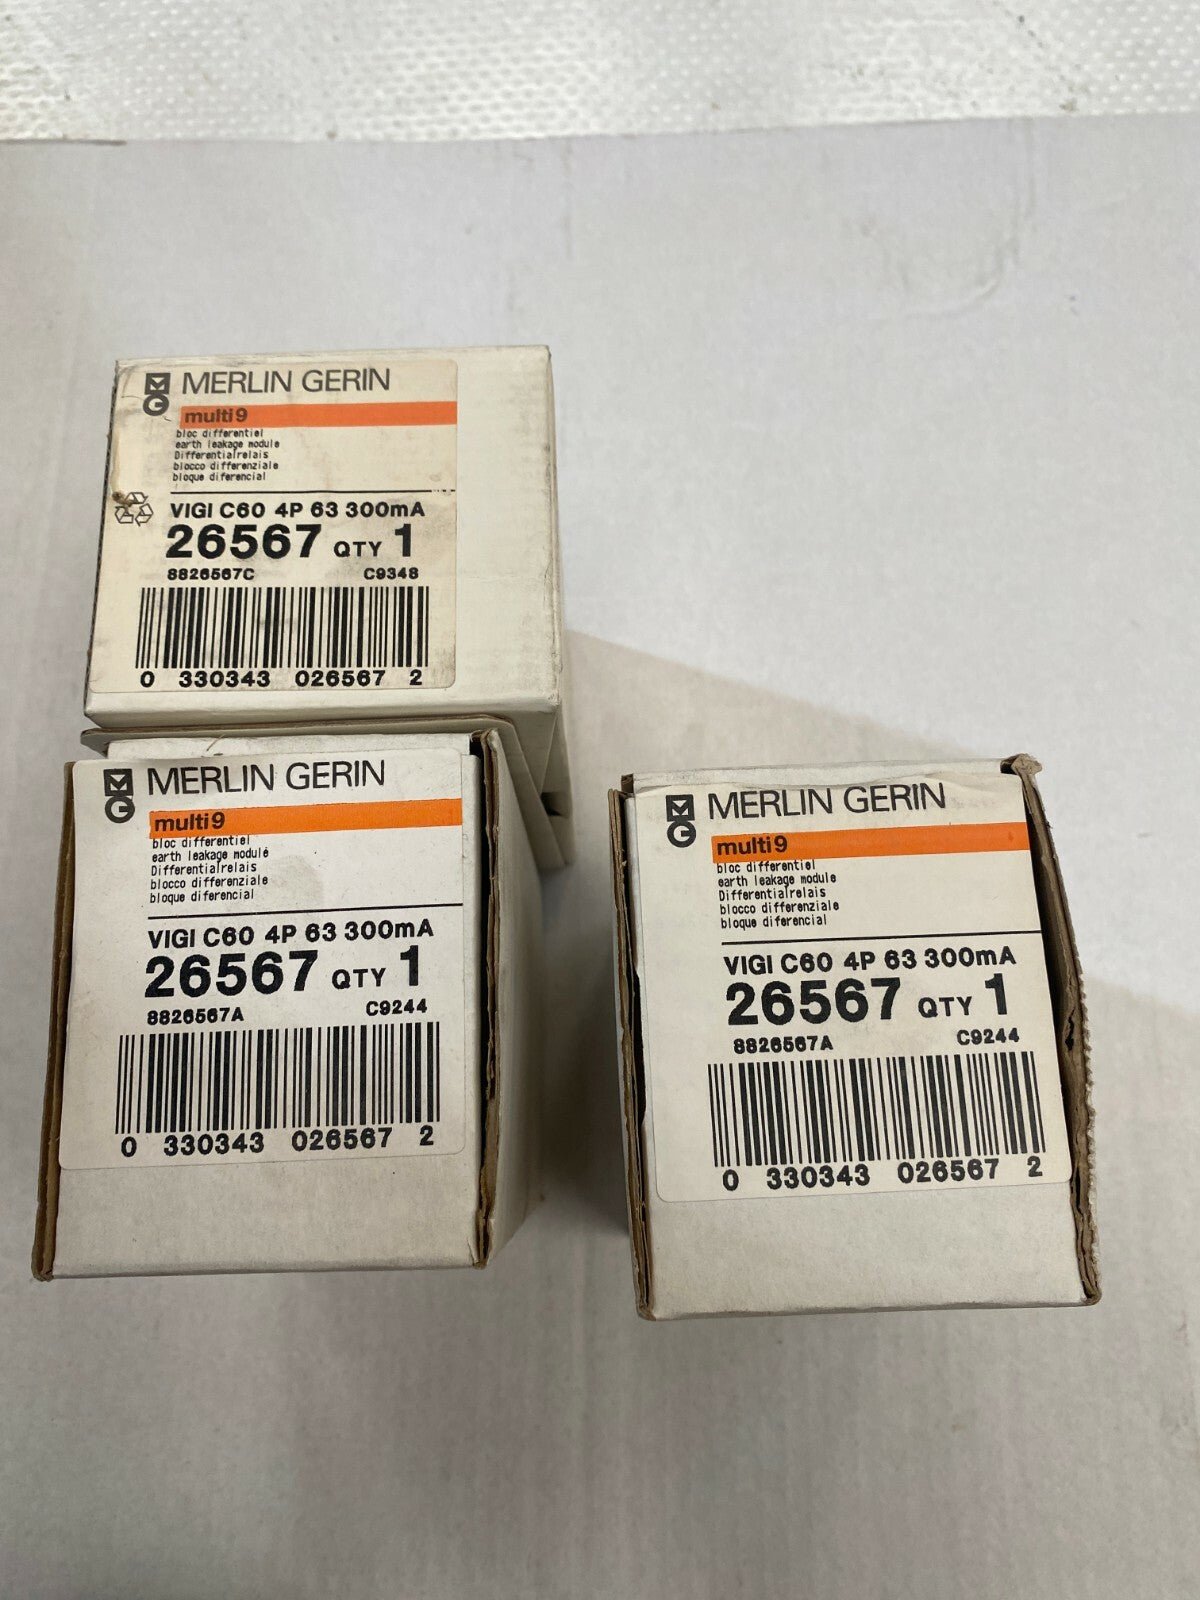 MG MERLIN GERIN
multi9
bloc differentiel
earth leakage module
Differentialrelais
blocco differenziale
bloque diferencial
VIGI C60 4P 63 300mA
26567 QTY 1
8826567C C9348
0 330343 026567 2
MG MERLIN GERIN
multi9
bloc differentiel
earth leakage module
Differentialrelais
blocco differenziale
bloque diferencial
VIGI C60 4P 63 300mA
26567 QTY 1
8826567A C9244
0 330343 026567 2
MG MERLIN GERIN
multi9
bloc differentiel
earth leakage module
Differentialrelais
blocco differenziale
bloque diferencial
VIGI C60 4P 63 300mA
26567 QTY 1
8826567A C9244
0 330343 026567 2